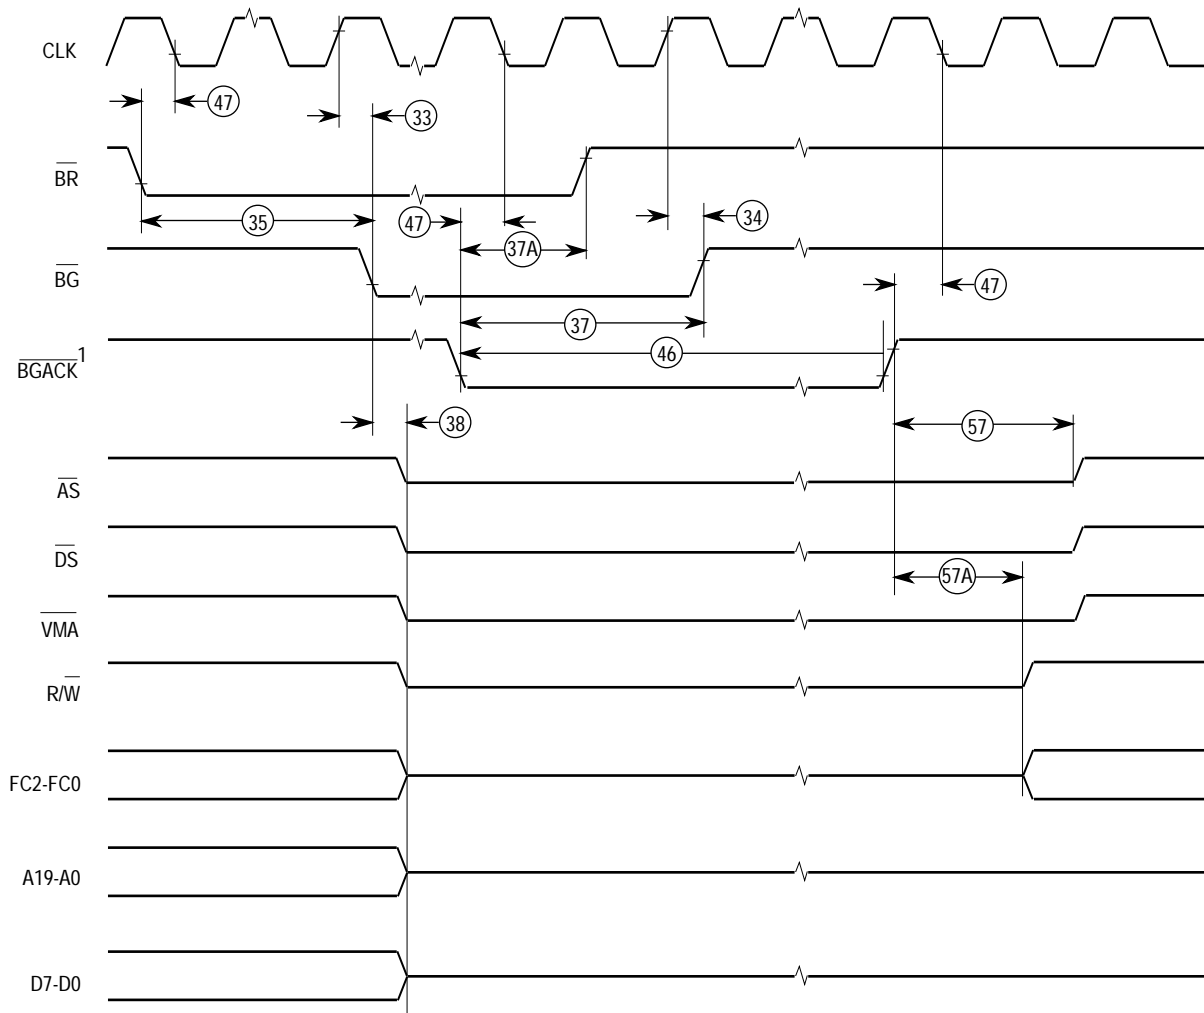 CLK
47
33
BR
35
47
37A
34
BG
47
37
BGACK1
46
38
57
AS
DS
57A
VMA
R/W
FC2-FC0
A19-A0
D7-D0